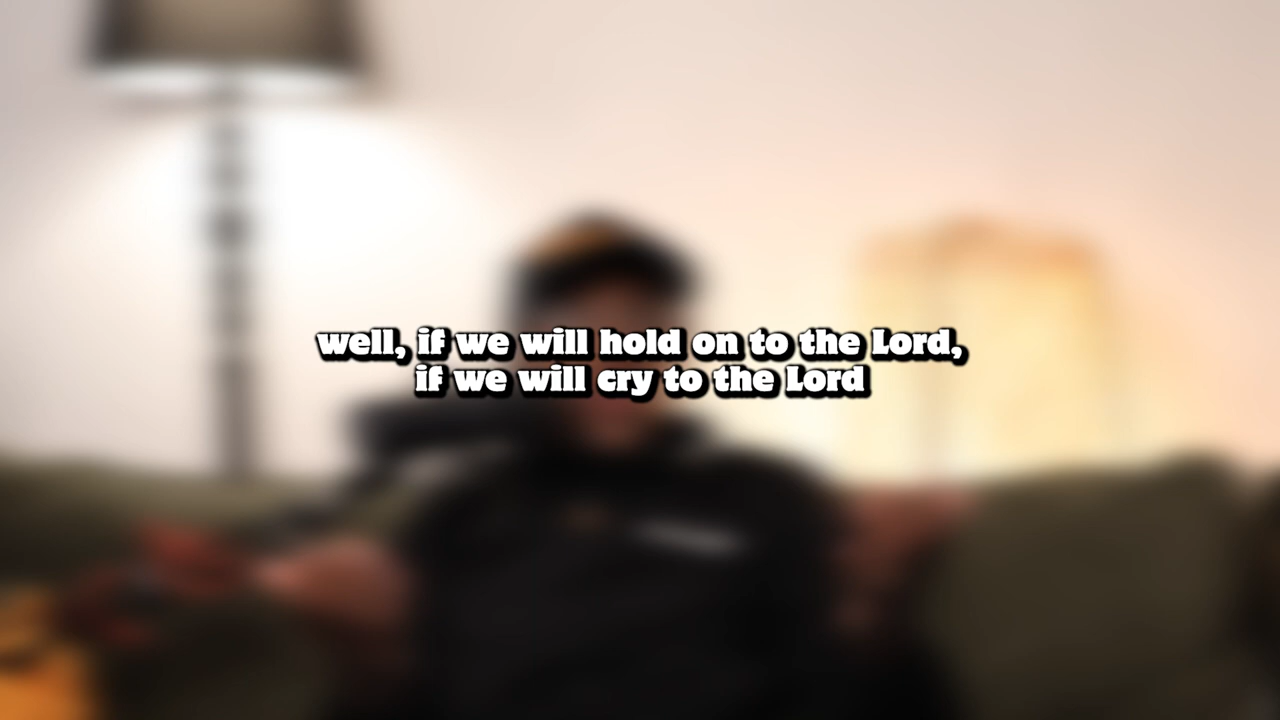 well, if we will hold on to the Lord,
if we will cry to the Lord